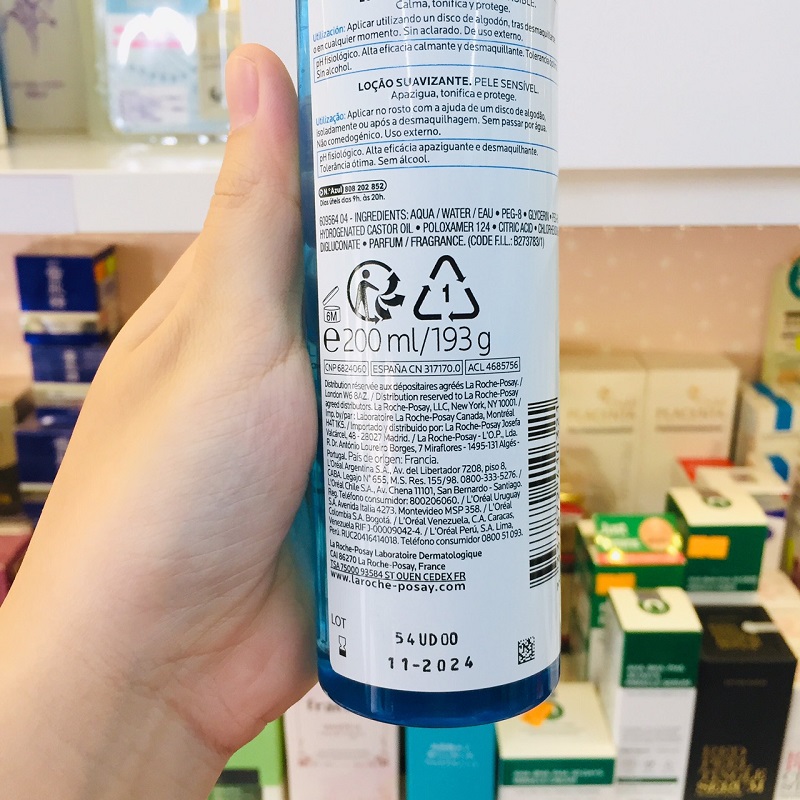 Calma, tonifica y protege.
Utilización: Aplicar utilizando un disco de algodón, tras desmaquillar
o en cualquier momento. Sin aclarado. De uso externo.
pH fisiológico. Alta eficacia calmante y desmaquillante. Tolerancia
Sin alcohol.
LOÇÃO SUAVIZANTE. PELE SENSÍVEL.
Apazigua, tonifica e protege.
Utilização: Aplicar no rosto com a ajuda de um disco de algodão,
isoladamente ou após a desmaquilhagem. Sem passar por água.
Não comedogénico. Uso externo.
pH fisiológico. Alta eficácia apaziguante e desmaquilhante.
Tolerância ótima. Sem álcool.
N.º Azul 808 202 852
Dias úteis das 9h. às 20h.
609564 04 - INGREDIENTS: AQUA / WATER / EAU • PEG-8 • GLYCERIN •
HYDROGENATED CASTOR OIL • POLOXAMER 124 • CITRIC ACID •
DIGLUCONATE • PARFUM / FRAGRANCE. (CODE F.I.L.: B273783/1)
6M
1
e 200 ml/193 g
CNP 6824060 ESPAÑA CN 317170.0 ACL 4685756
Distribution réservée aux dépositaires agréés La Roche-Posay. /
London W6 8AZ. / Distribution reserved to La Roche-Posay
agreed distributors. La Roche-Posay, LLC, New York, NY 10001. /
Imp. by/par : Laboratoire La Roche-Posay Canada, Montréal
H4T 1K5. / Importado y distribuido por: La Roche-Posay Josefa
Valcárcel, 48 - 28027 Madrid. / La Roche-Posay - L'O.P., Lda.
R. Dr. António Loureiro Borges, 7 Miraflores - 1495-131 Algés -
Portugal. País de origen: Francia.
L'Oréal Argentina S.A., Av. del Libertador 7208, piso 8,
CABA. Legajo N° 655, M.S. Res. 155/98. 0800-333-5276. /
L'Oréal Chile S.A., Av. Chena 11101, San Bernardo - Santiago.
Reg. Teléfono consumidor: 800206060. / L'Oréal Uruguay
S.A. Avenida Italia 4273. Montevideo MSP 358. / L'Oréal
Colombia S.A. Bogotá. / L'Oréal Venezuela, C.A. Caracas,
Venezuela RIF J-00009042-4. / L'Oréal Perú, S.A. Lima,
Perú. RUC20416414018. Teléfono consumidor 0800 51 093.
La Roche-Posay Laboratoire Dermatologique
CAI 86270 La Roche-Posay, France
TSA 75000 93584 ST OUEN CEDEX FR
www.laroche-posay.com
LOT
54UD00
11-2024